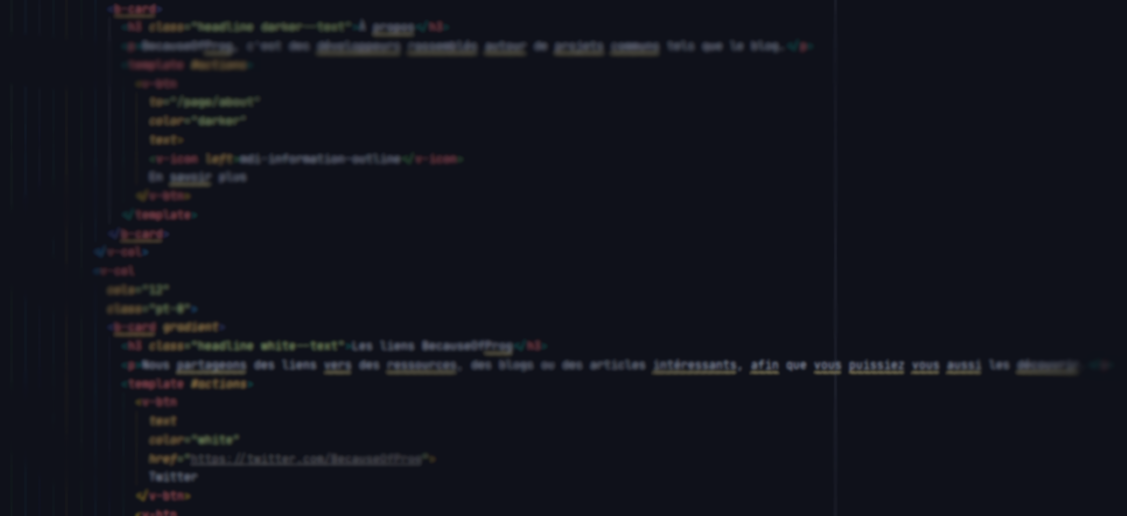 <b-card>
<h3 class="headline darker--text">À propos</h3>
<p>BecauseOfProg, c'est des développeurs rassemblés autour de projets communs tels que le blog.</p>
<template #actions>
<v-btn
to="/page/about"
color="darker"
text>
<v-icon left>mdi-information-outline</v-icon>
En savoir plus
</v-btn>
</template>
</b-card>
</v-col>
<v-col
cols="12"
class="pt-0">
<b-card gradient>
<h3 class="headline white--text">Les liens BecauseOfProg</h3>
<p>Nous partageons des liens vers des ressources, des blogs ou des articles intéressants, afin que vous puissiez vous aussi les découvrir
<template #actions>
<v-btn
text
color="white"
href="https://twitter.com/BecauseOfProg">
Twitter
</v-btn>
<v-btn